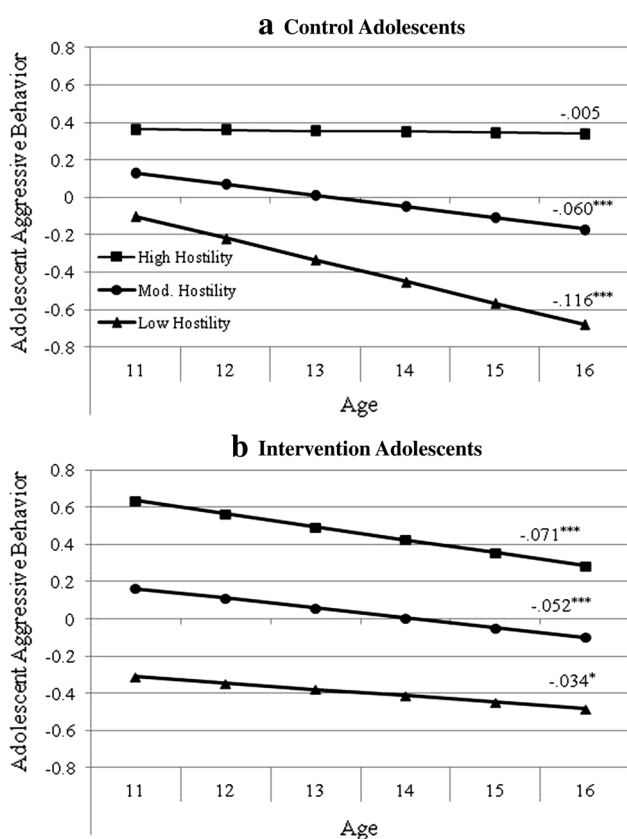 a Control Adolescents
Adolescent Aggressive Behavior
0.8
0.6
0.4
0.2
0
-0.2
-0.4
-0.6
-0.8
-.005
-.060***
-.116***
High Hostility
Mod. Hostility
Low Hostility
11 12 13 14 15 16
Age
b Intervention Adolescents
Adolescent Aggressive Behavior
0.8
0.6
0.4
0.2
0
-0.2
-0.4
-0.6
-0.8
-.071***
-.052***
-.034*
11 12 13 14 15 16
Age